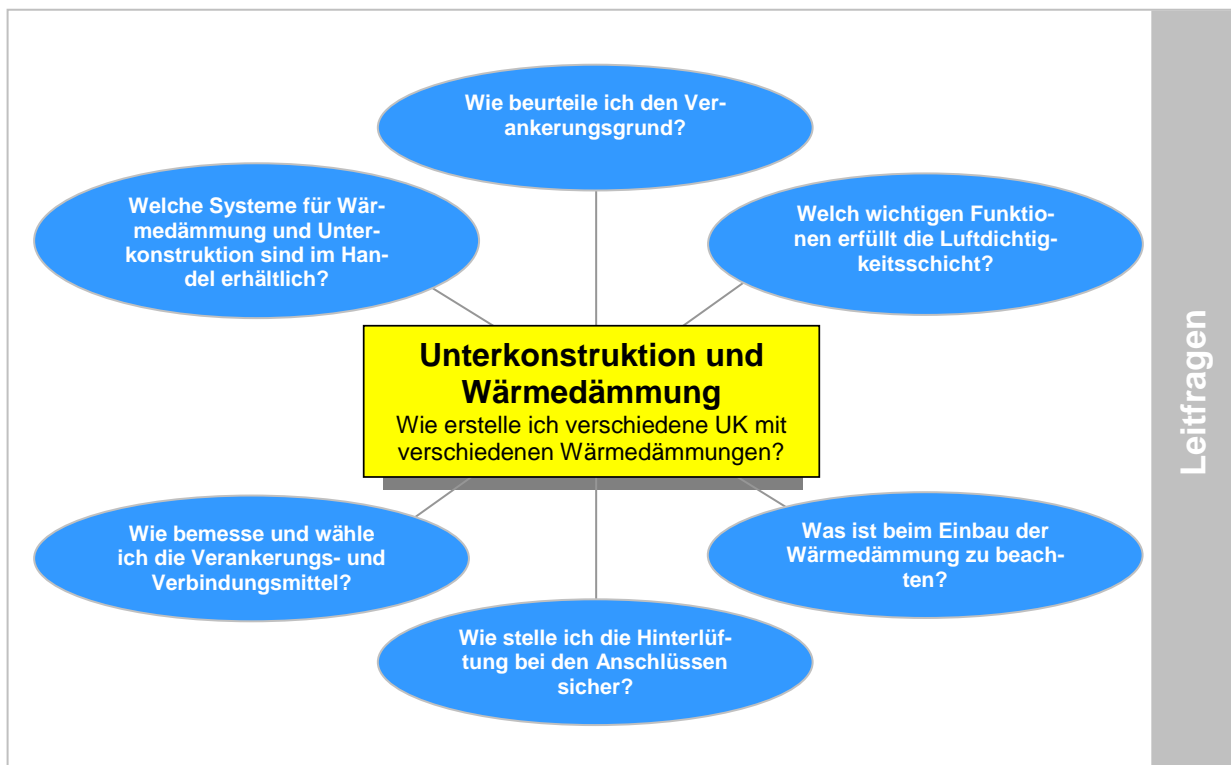 Wie beurteile ich den Ver-
ankerungsgrund?
Welche Systeme für Wär-
medämmung und Unter-
konstruktion sind im Han-
del erhältlich?
Welch wichtigen Funktio-
nen erfüllt die Luftdichtig-
keitsschicht?
Unterkonstruktion und
Wärmedämmung
Wie erstelle ich verschiedene UK mit
verschiedenen Wärmedämmungen?
Wie bemesse und wähle
ich die Verankerungs- und
Verbindungsmittel?
Was ist beim Einbau der
Wärmedämmung zu beach-
ten?
Wie stelle ich die Hinterlüf-
tung bei den Anschlüssen
sicher?
Leitfragen